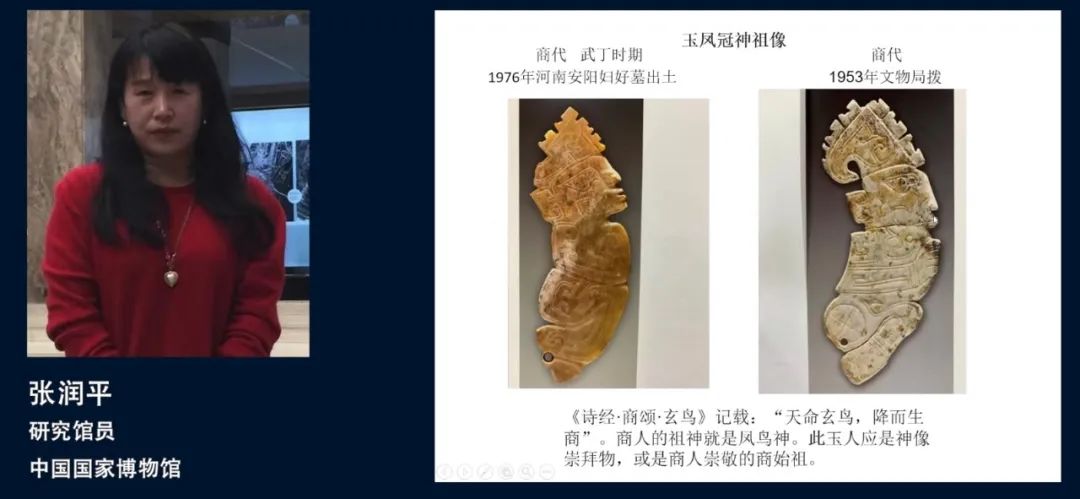 张润平
研究馆员
中国国家博物馆
玉凤冠神祖像
商代 武丁时期
1976年河南安阳妇好墓出土
商代
1953年文物局拨
《诗经·商颂·玄鸟》记载：“天命玄鸟，降而生
商”。商人的祖神就是凤鸟神。此玉人应是神像
崇拜物，或是商人崇敬的商始祖。